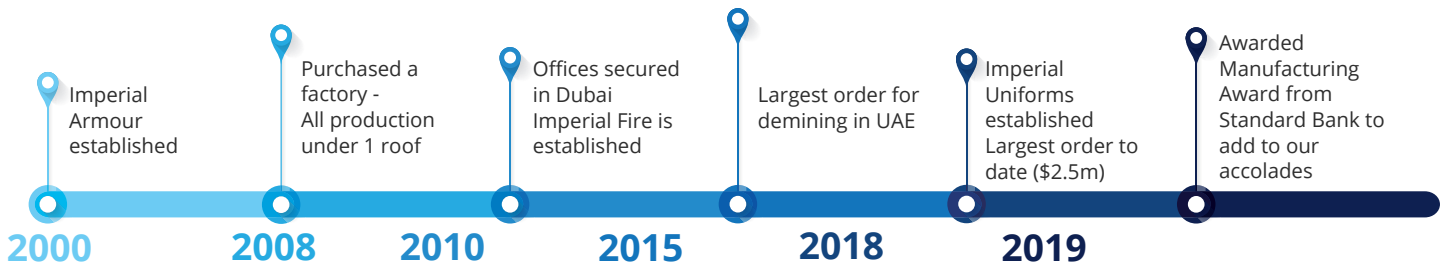 Imperial
Armour
established
Purchased a
factory -
All production
under 1 roof
Offices secured
in Dubai
Imperial Fire is
established
Largest order for
demining in UAE
Imperial
Uniforms
established
Largest order to
date ($2.5m)
Awarded
Manufacturing
Award from
Standard Bank to
add to our
accolades
2000
2008
2010
2015
2018
2019